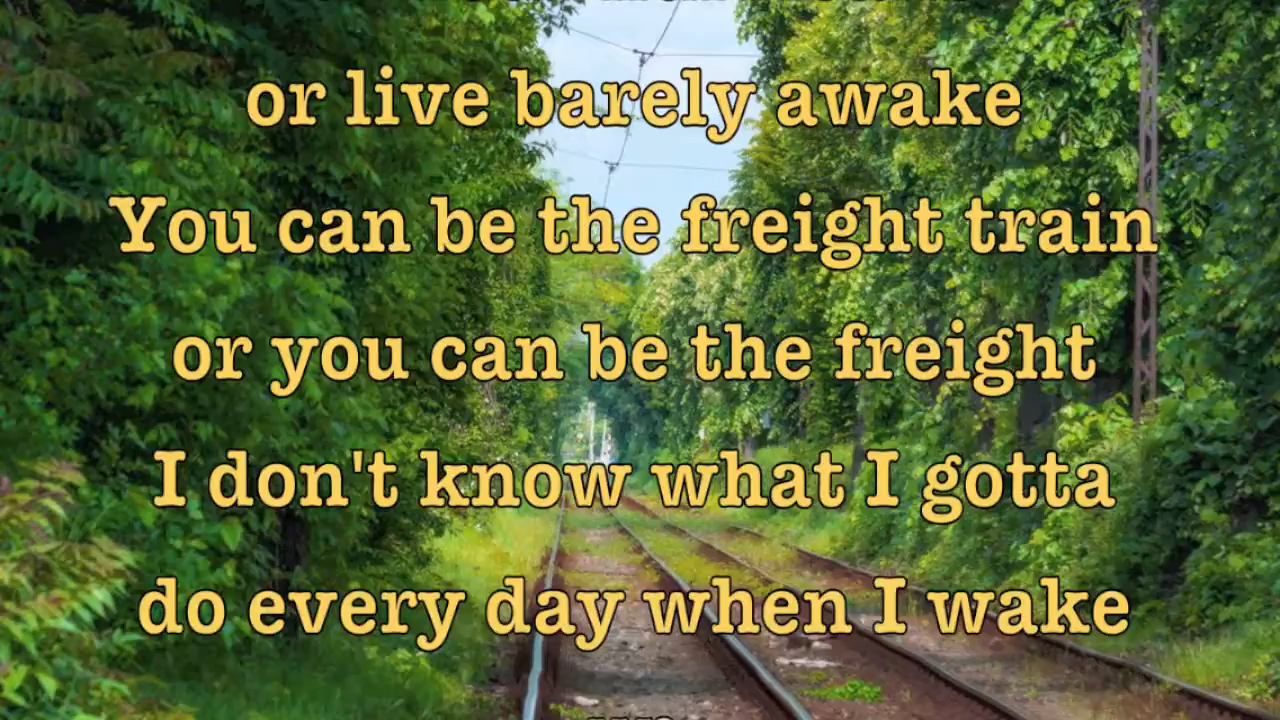 or live barely awake
You can be the freight train
or you can be the freight
I don't know what I gotta
do every day when I wake